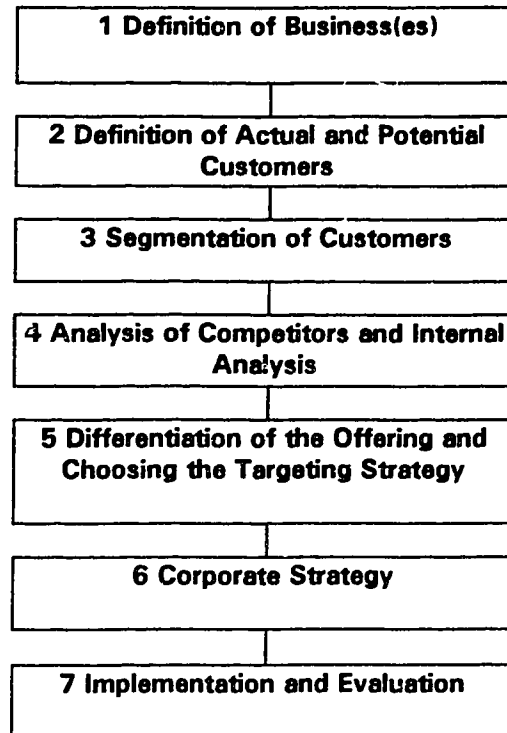 1 Definition of Business(es)
2 Definition of Actual and Potential
Customers
3 Segmentation of Customers
4 Analysis of Competitors and Internal
Analysis
5 Differentiation of the Offering and
Choosing the Targeting Strategy
6 Corporate Strategy
7 Implementation and Evaluation